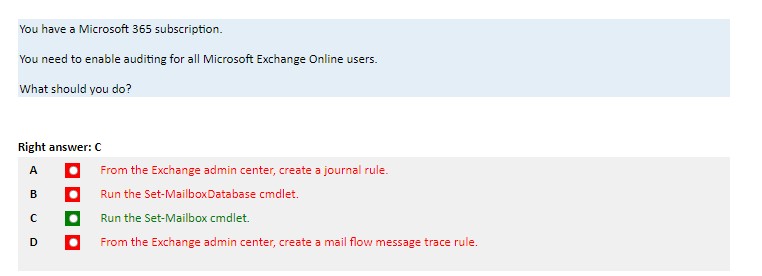 You have a Microsoft 365 subscription.
You need to enable auditing for all Microsoft Exchange Online users.
What should you do?
Right answer: C
A From the Exchange admin center, create a journal rule.
B Run the Set-MailboxDatabase cmdlet.
C Run the Set-Mailbox cmdlet.
D From the Exchange admin center, create a mail flow message trace rule.